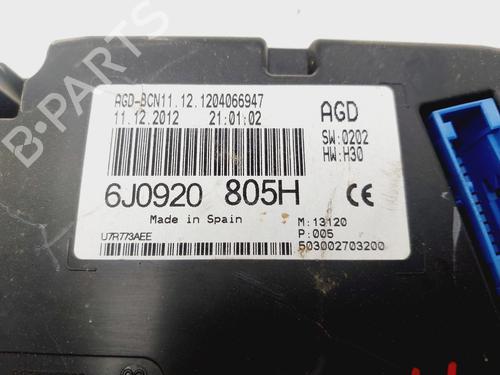 B-PARTS
AGD-BCN11.12.1204066947
11.12.2012 21:01:02
AGD
SW:0202
HW:H30
6J0920 805H
CE
Made in Spain
M:13120
P:005
U7R773AEE
503002703200